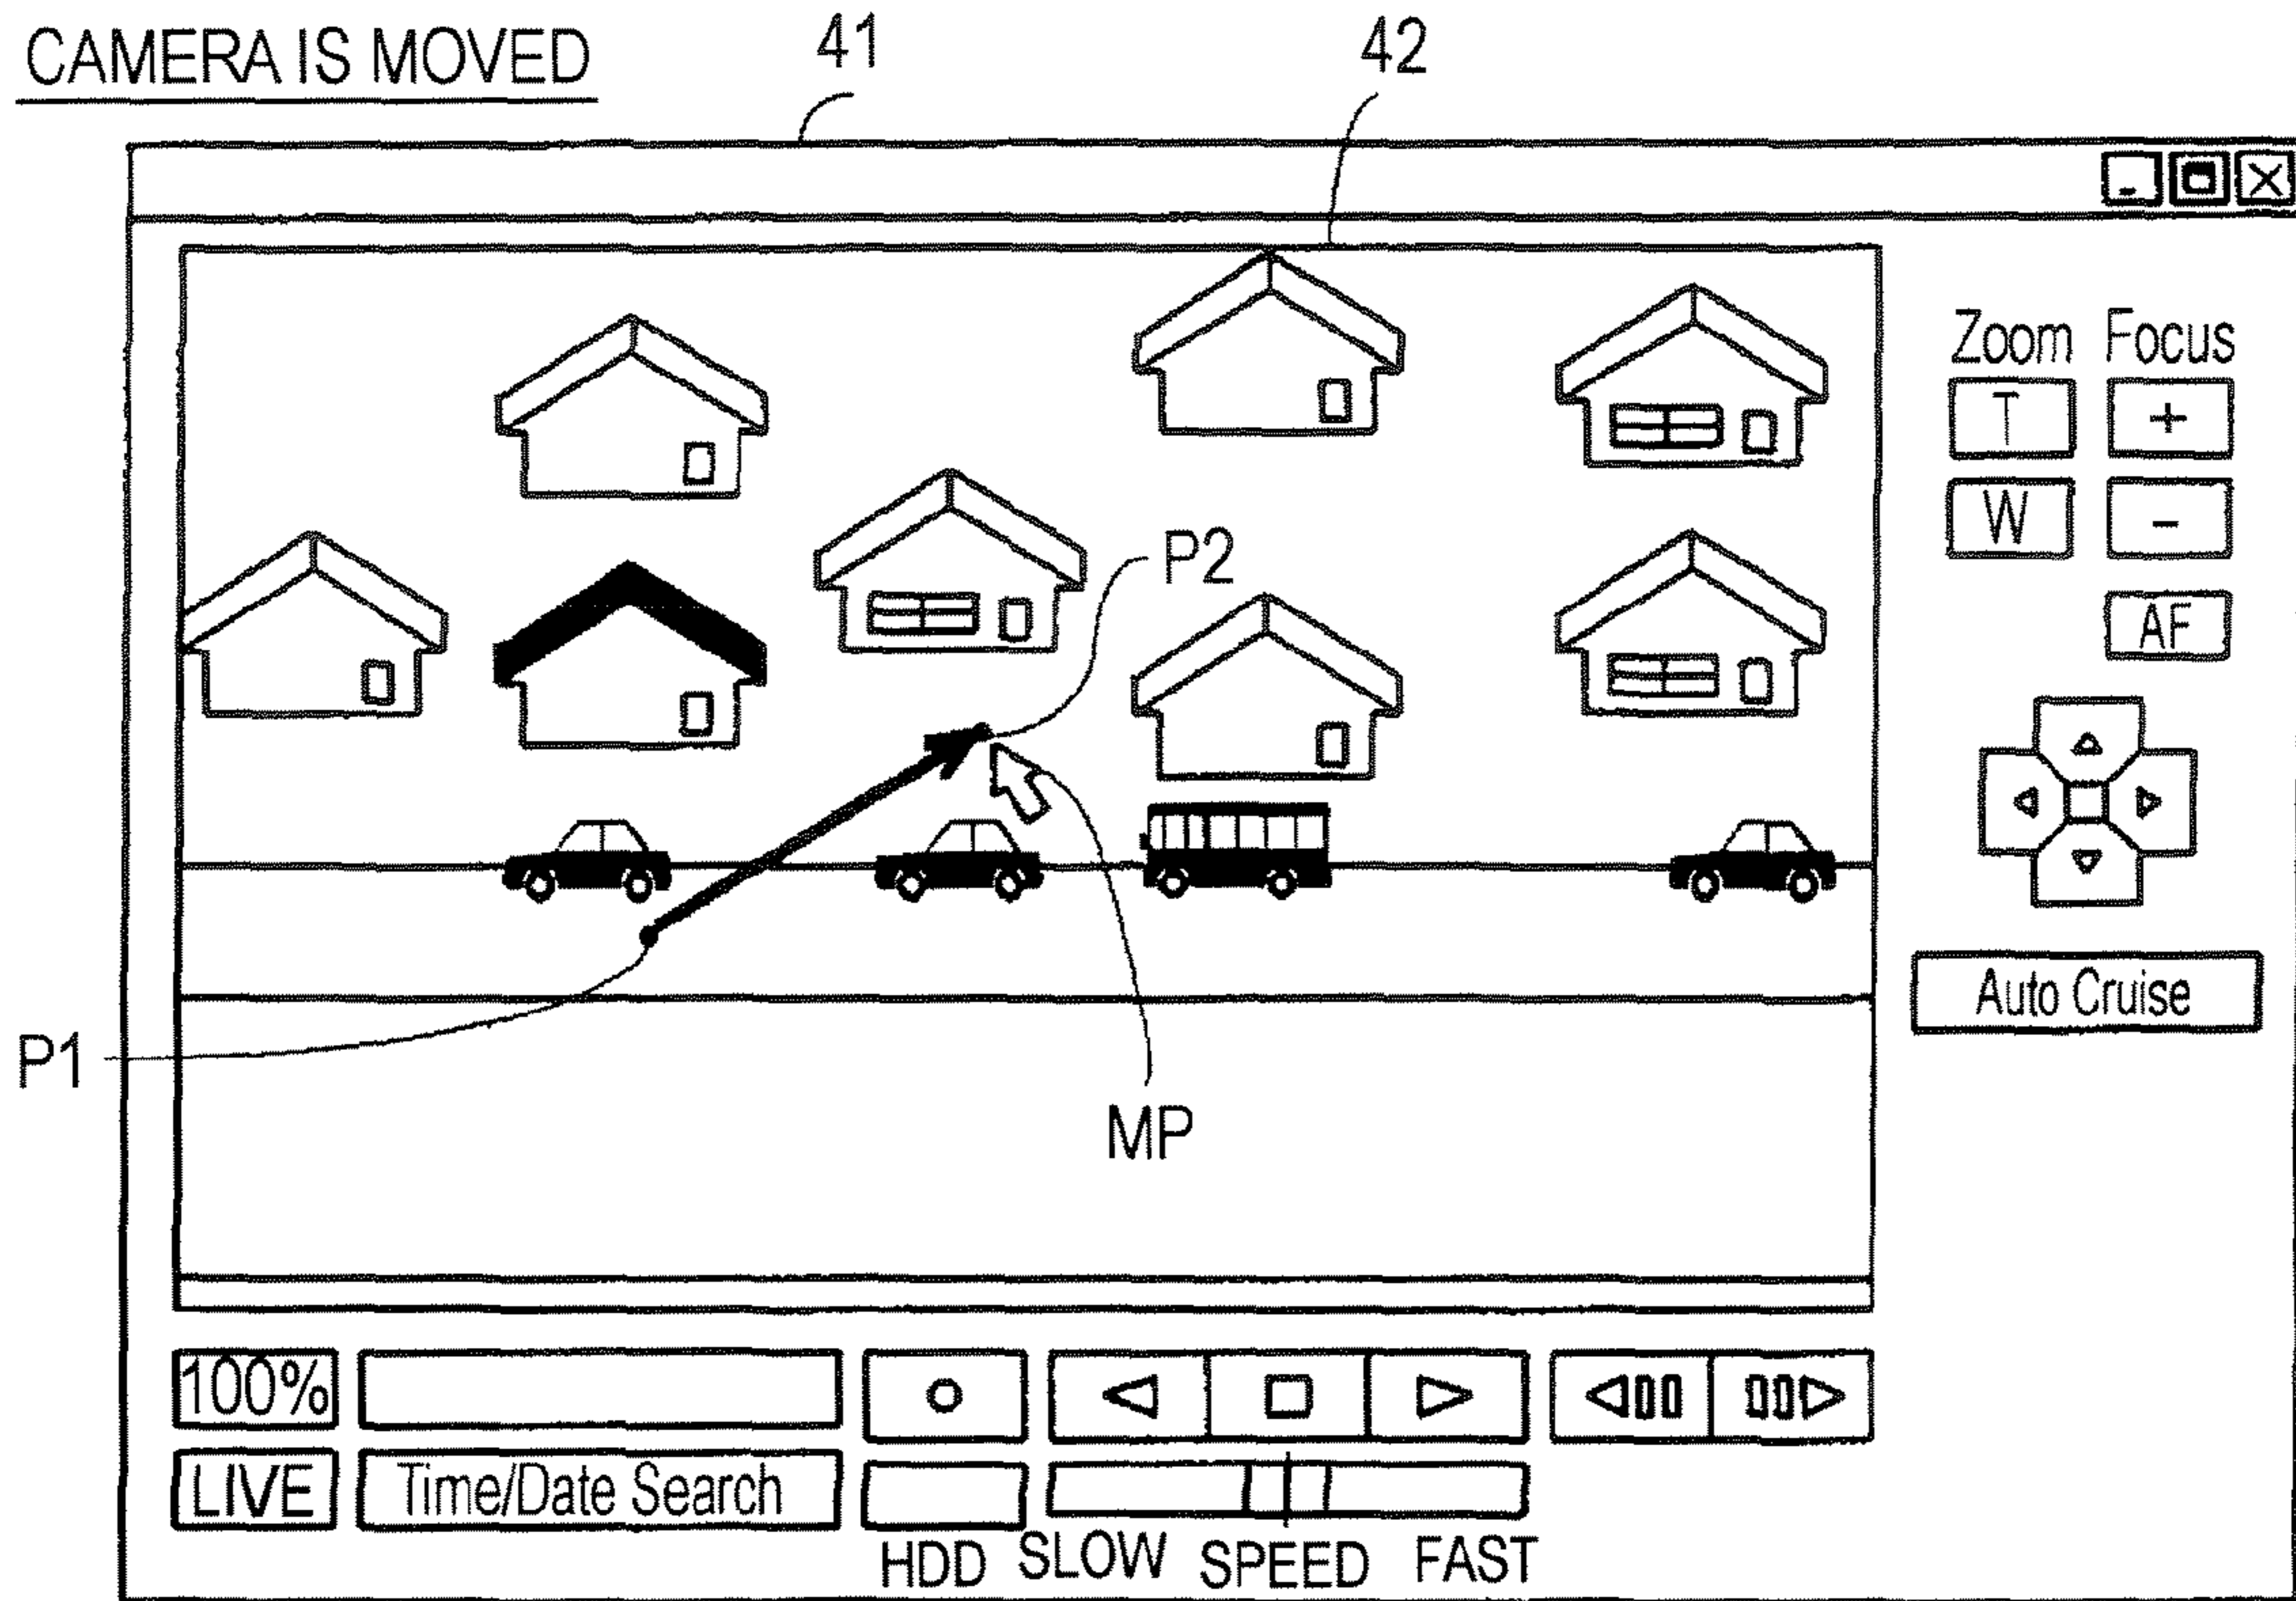 CAMERA IS MOVED
41
42
Zoom Focus
T +
W -
AF
P2
Auto Cruise
P1
MP
100%
LIVE Time/Date Search
HDD SLOW SPEED FAST